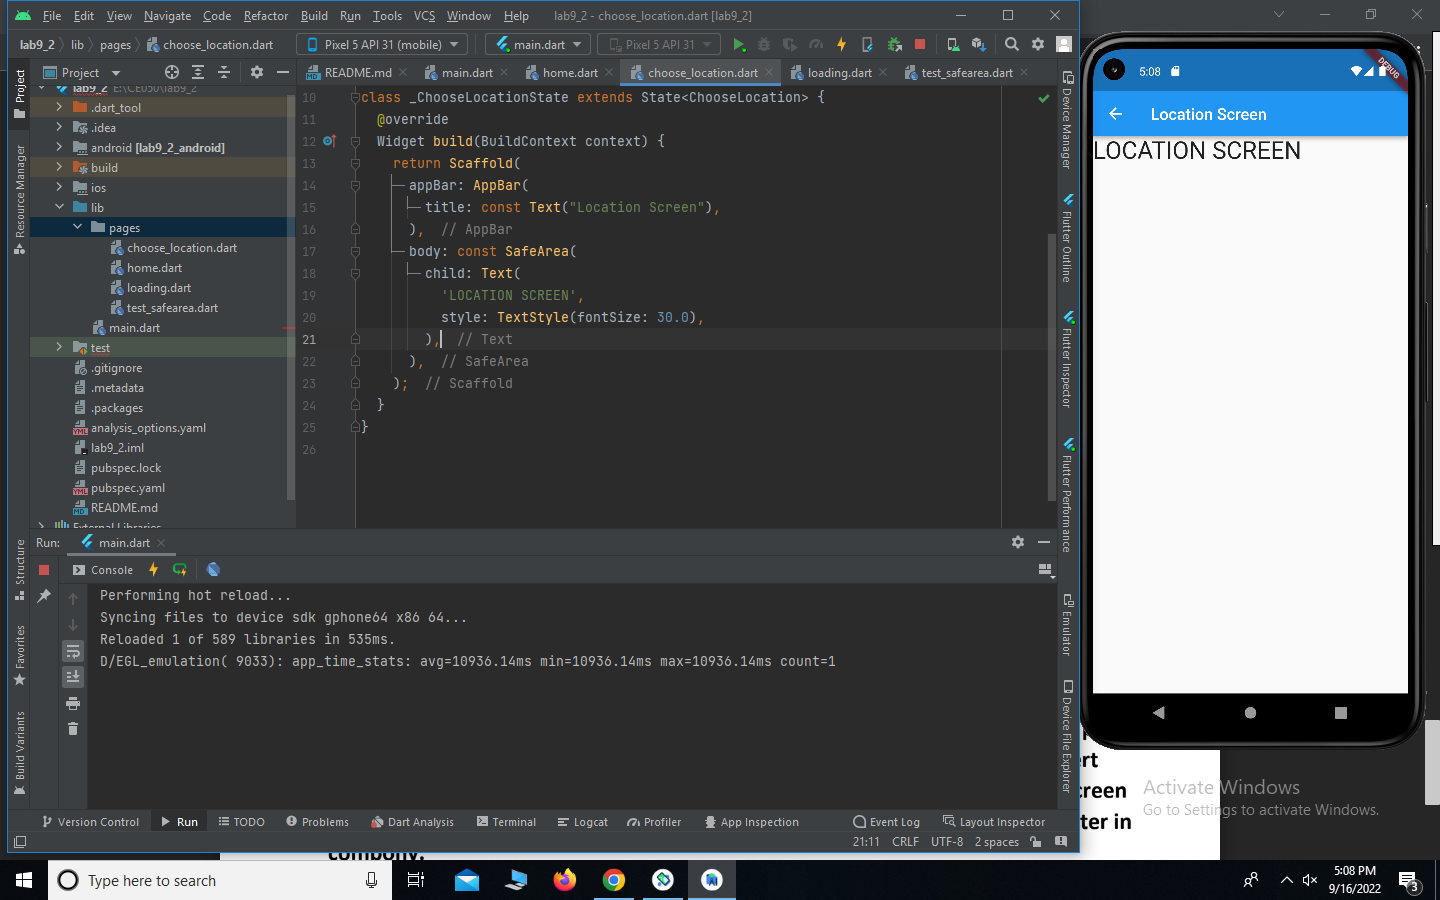 File Edit View Navigate Code Refactor Build Run Tools VCS Window Help lab9_2 - choose_location.dart [lab9_2]
lab9_2 lib pages choose_location.dart Pixel 5 API 31 (mobile) main.dart Pixel 5 API 31
Project
README.md main.dart home.dart choose_location.dart loading.dart test_safearea.dart
Project
Resource Manager
Structure
Favorites
Build Variants
lab9_2 E:\CE050\lab9_2
.dart_tool
.idea
android [lab9_2_android]
build
ios
lib
pages
choose_location.dart
home.dart
loading.dart
test_safearea.dart
main.dart
test
.gitignore
.metadata
.packages
analysis_options.yaml
lab9_2.iml
pubspec.lock
pubspec.yaml
README.md
External Libraries
10 class _ChooseLocationState extends State<ChooseLocation> {
11 @override
12 Widget build(BuildContext context) {
13 return Scaffold(
14 appBar: AppBar(
15 title: const Text("Location Screen"),
16 ), // AppBar
17 body: const SafeArea(
18 child: Text(
19 'LOCATION SCREEN',
20 style: TextStyle(fontSize: 30.0),
21 ), // Text
22 ), // SafeArea
23 ); // Scaffold
24 }
25 }
26
Device Manager
Flutter Outline
Flutter Inspector
Flutter Performance
Emulator
Device File Explorer
Run: main.dart
Console
Performing hot reload...
Syncing files to device sdk gphone64 x86 64...
Reloaded 1 of 589 libraries in 535ms.
D/EGL_emulation( 9033): app_time_stats: avg=10936.14ms min=10936.14ms max=10936.14ms count=1
Version Control Run TODO Problems Dart Analysis Terminal Logcat Profiler App Inspection Event Log Layout Inspector
21:11 CRLF UTF-8 2 spaces
5:08
DEBUG
Location Screen
LOCATION SCREEN
Activate Windows
Go to Settings to activate Windows.
ert
creen
ter in
company.
Type here to search
5:08 PM
9/16/2022
3